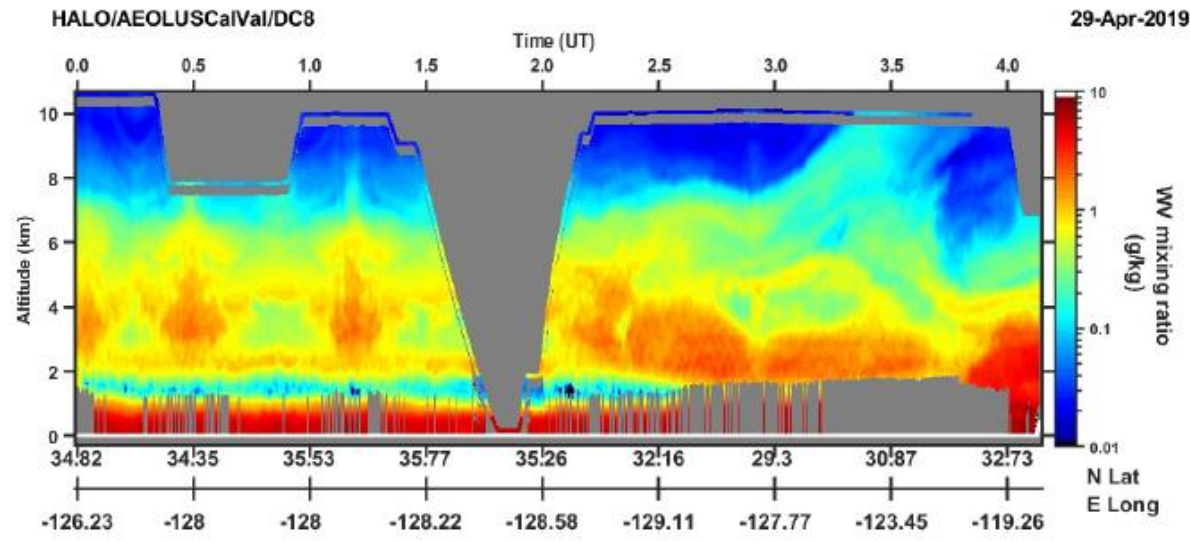 HALO/AEOLUSCalVal/DC8 29-Apr-2019
Time (UT)
0.0 0.5 1.0 1.5 2.0 2.5 3.0 3.5 4.0
10
8
6
4
2
0
Altitude (km)
10
1
0.1
0.01
WV mixing ratio
(g/kg)
34.82 34.35 35.53 35.77 35.26 32.16 29.3 30.87 32.73
N Lat
E Long
-126.23 -128 -128 -128.22 -128.58 -129.11 -127.77 -123.45 -119.26